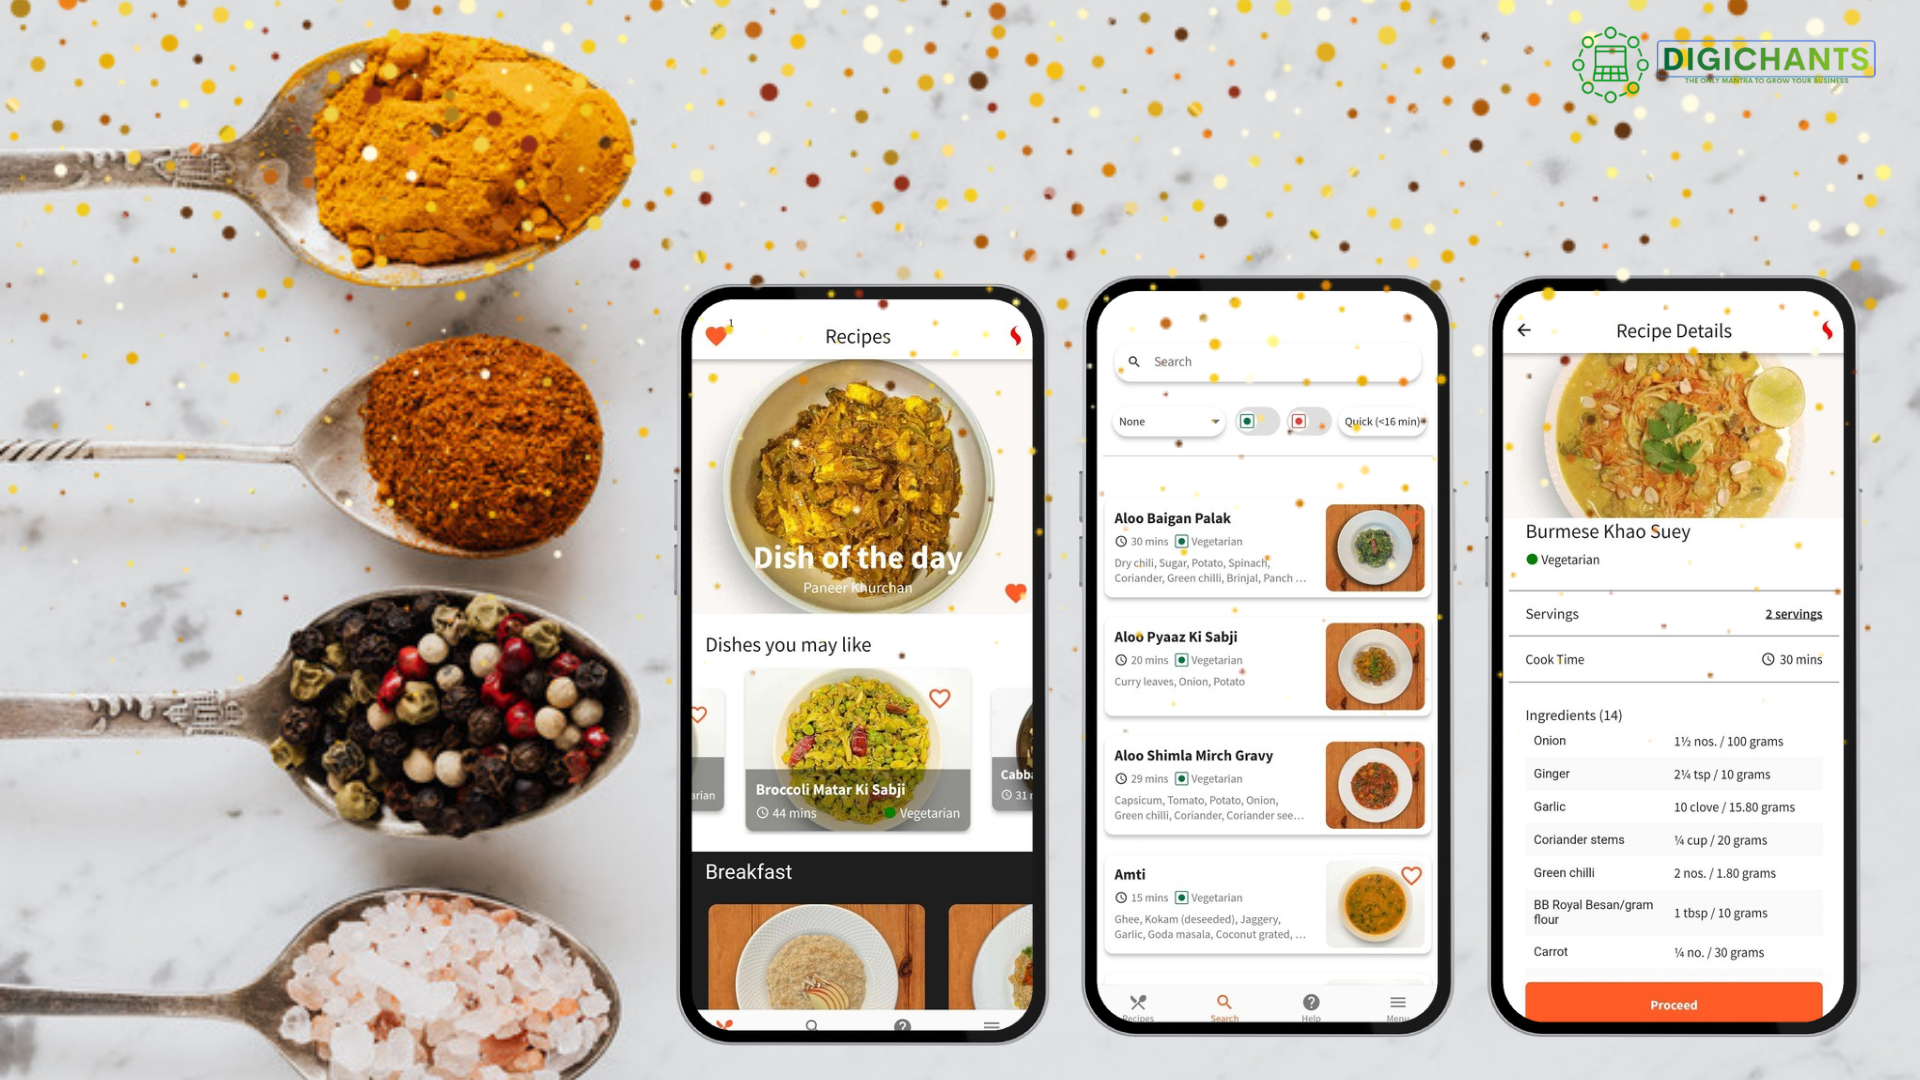 DIGICHANTS
THE ONLY MANTRA TO GROW YOUR BUSINESS
1
Recipes
Dish of the day
Paneer Khurchan
Dishes you may like
arian
Broccoli Matar Ki Sabji
44 mins
Vegetarian
Cabba
31
Breakfast
Search
None
Quick (<16 min)
Aloo Baigan Palak
30 mins Vegetarian
Dry chili, Sugar, Potato, Spinach,
Coriander, Green chilli, Brinjal, Panch ...
Aloo Pyaaz Ki Sabji
20 mins Vegetarian
Curry leaves, Onion, Potato
Aloo Shimla Mirch Gravy
29 mins Vegetarian
Capsicum, Tomato, Potato, Onion,
Green chilli, Coriander, Coriander see...
Amti
15 mins Vegetarian
Ghee, Kokam (deseeded), Jaggery,
Garlic, Goda masala, Coconut grated, ...
Recipes Search Help Menu
Recipe Details
Burmese Khao Suey
Vegetarian
Servings 2 servings
Cook Time 30 mins
Ingredients (14)
Onion 1½ nos. / 100 grams
Ginger 2¼ tsp / 10 grams
Garlic 10 clove / 15.80 grams
Coriander stems ¼ cup / 20 grams
Green chilli 2 nos. / 1.80 grams
BB Royal Besan/gram
flour 1 tbsp / 10 grams
Carrot ¼ no. / 30 grams
Proceed